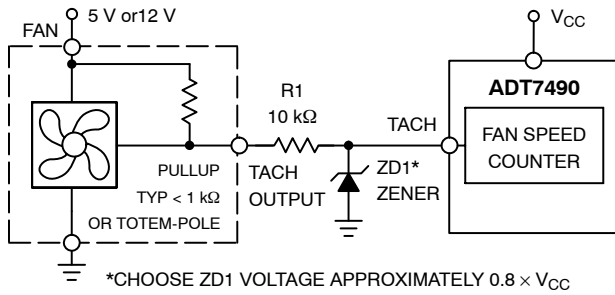 5 V or12 V
FAN
V_CC
ADT7490
R1
10 kΩ
TACH
FAN SPEED
COUNTER
PULLUP
TYP < 1 kΩ
OR TOTEM-POLE
TACH
OUTPUT
ZD1*
ZENER
*CHOOSE ZD1 VOLTAGE APPROXIMATELY 0.8 × V_CC